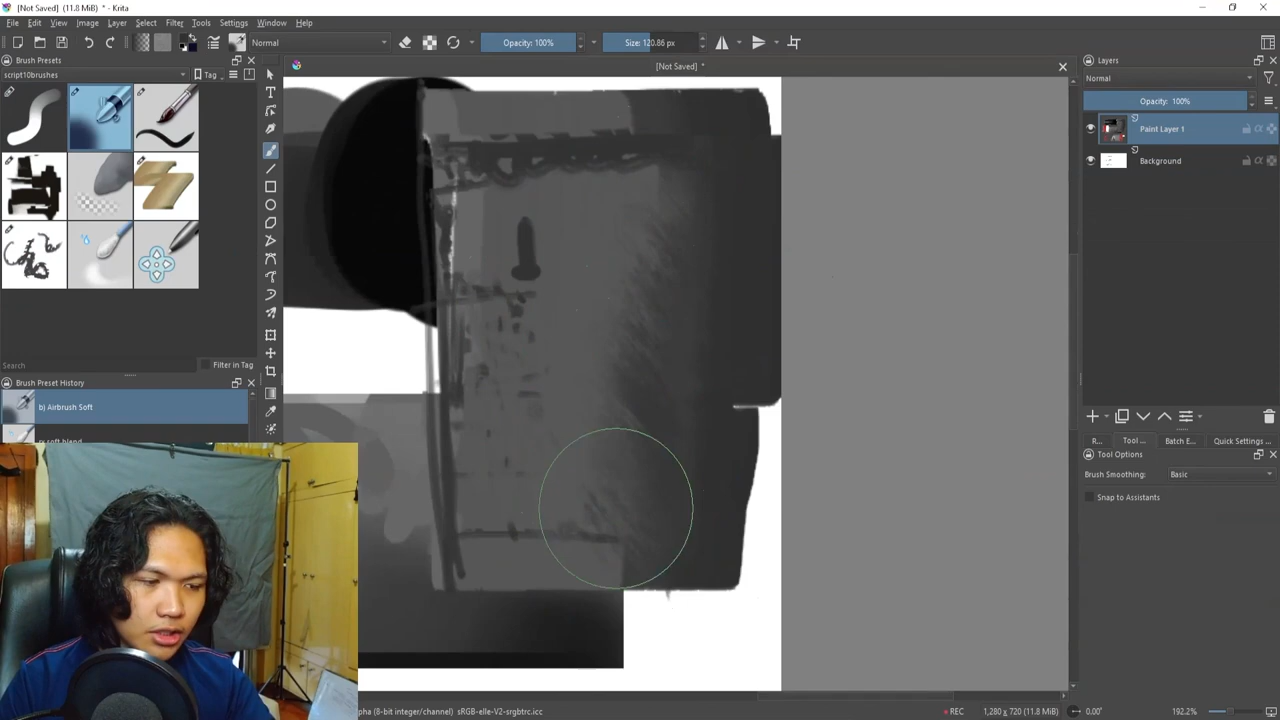 [Not Saved] (11.8 MiB) * - Krita
File Edit View Image Layer Select Filter Tools Settings Window Help
Normal
Opacity: 100%
Size: 120.86 px
Brush Presets
[Not Saved] *
Layers
script10brushes
Tag
Normal
Opacity: 100%
Paint Layer 1
Background
Search
Filter in Tag
Brush Preset History
b) Airbrush Soft
soft blend
R...
Tool ...
Batch E...
Quick Settings ...
Tool Options
Brush Smoothing:
Basic
Snap to Assistants
(8-bit integer/channel) sRGB-elle-V2-srgbtrc.icc
REC
1,280 x 720 (11.8 MiB)
0.00°
192.2%